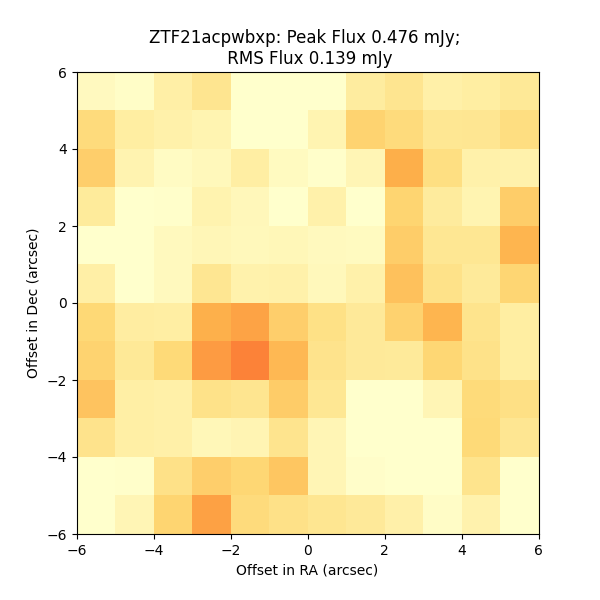 ZTF21acpwbxp: Peak Flux 0.476 mJy;
RMS Flux 0.139 mJy
6
4
2
0
−2
−4
−6
Offset in Dec (arcsec)
−6 −4 −2 0 2 4 6
Offset in RA (arcsec)